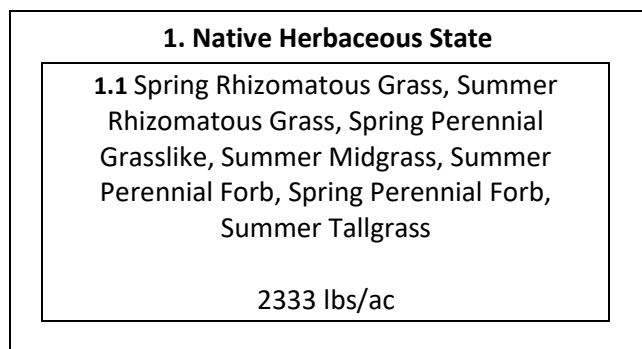 1. Native Herbaceous State
1.1 Spring Rhizomatous Grass, Summer
Rhizomatous Grass, Spring Perennial
Grasslike, Summer Midgrass, Summer
Perennial Forb, Spring Perennial Forb,
Summer Tallgrass
2333 lbs/ac